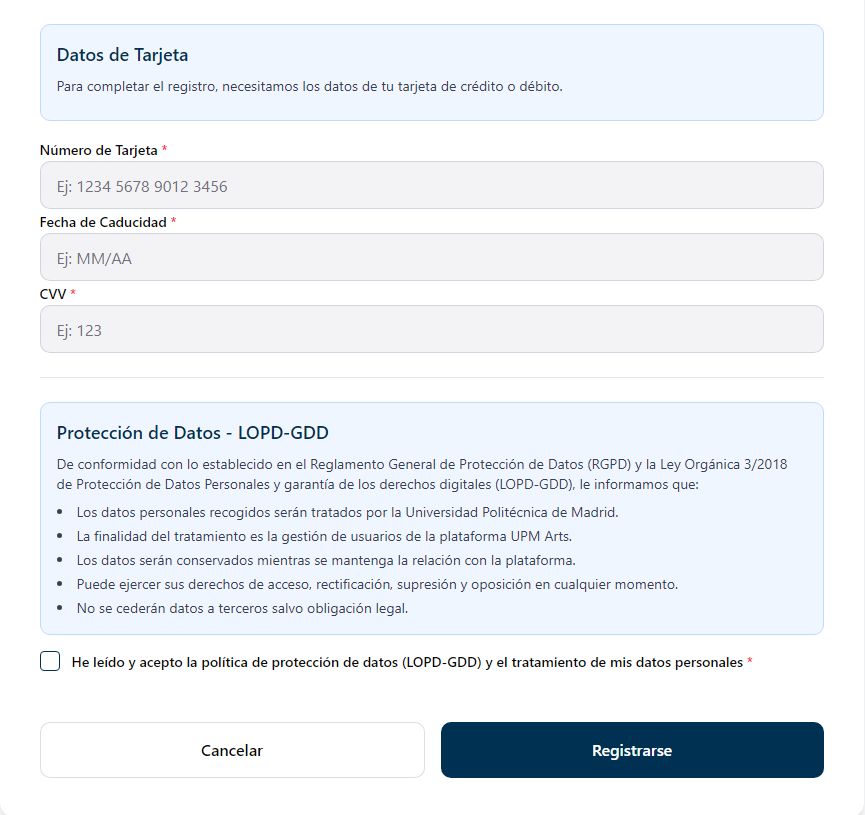 Datos de Tarjeta
Para completar el registro, necesitamos los datos de tu tarjeta de crédito o débito.
Número de Tarjeta *
Ej: 1234 5678 9012 3456
Fecha de Caducidad *
Ej: MM/AA
CVV *
Ej: 123
Protección de Datos - LOPD-GDD
De conformidad con lo establecido en el Reglamento General de Protección de Datos (RGPD) y la Ley Orgánica 3/2018
de Protección de Datos Personales y garantía de los derechos digitales (LOPD-GDD), le informamos que:
• Los datos personales recogidos serán tratados por la Universidad Politécnica de Madrid.
• La finalidad del tratamiento es la gestión de usuarios de la plataforma UPM Arts.
• Los datos serán conservados mientras se mantenga la relación con la plataforma.
• Puede ejercer sus derechos de acceso, rectificación, supresión y oposición en cualquier momento.
• No se cederán datos a terceros salvo obligación legal.
He leído y acepto la política de protección de datos (LOPD-GDD) y el tratamiento de mis datos personales *
Cancelar
Registrarse